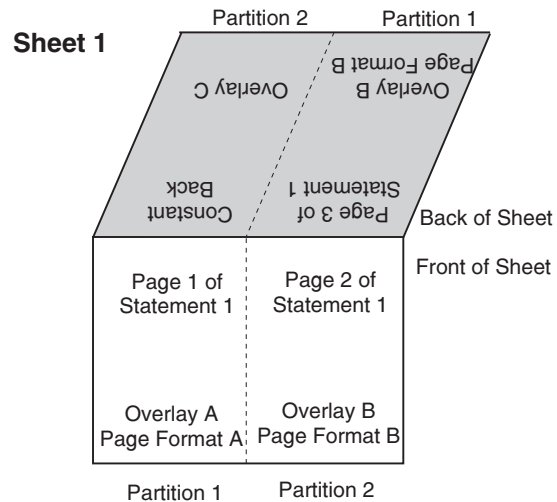 Sheet 1
Partition 2
Partition 1
Overlay C
Page Format B
Overlay B
Constant
Back
Page 3 of
Statement 1
Back of Sheet
Front of Sheet
Page 1 of
Statement 1
Page 2 of
Statement 1
Overlay A
Page Format A
Overlay B
Page Format B
Partition 1
Partition 2